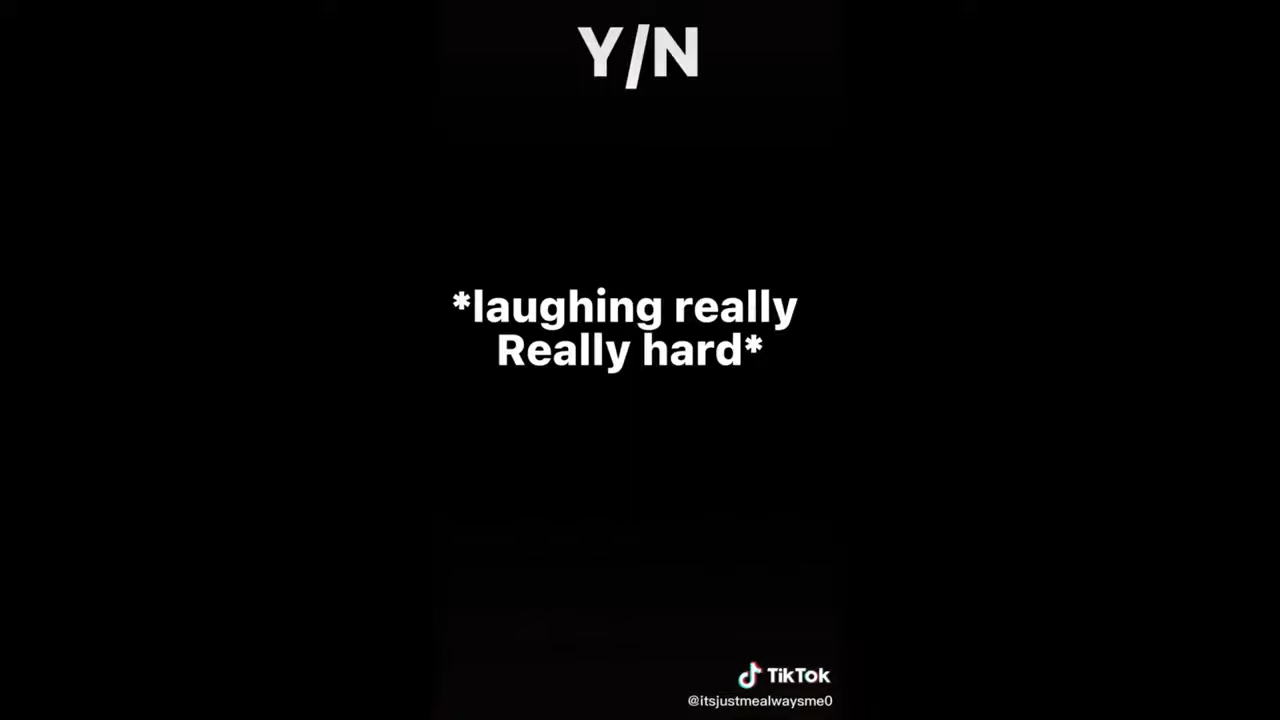 Y/N
*laughing really
Really hard*
TikTok
@itsjustmealwaysme0